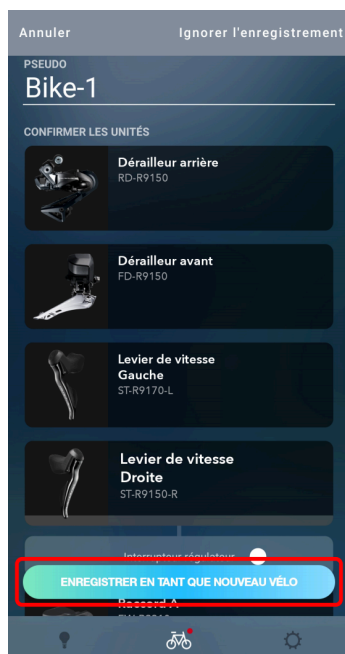 Annuler Ignorer l'enregistrement
PSEUDO
Bike-1
CONFIRMER LES UNITÉS
Dérailleur arrière
RD-R9150
Dérailleur avant
FD-R9150
Levier de vitesse
Gauche
ST-R9170-L
Levier de vitesse
Droite
ST-R9150-R
Interrupteur régulateur
ENREGISTRER EN TANT QUE NOUVEAU VÉLO
Raccord A